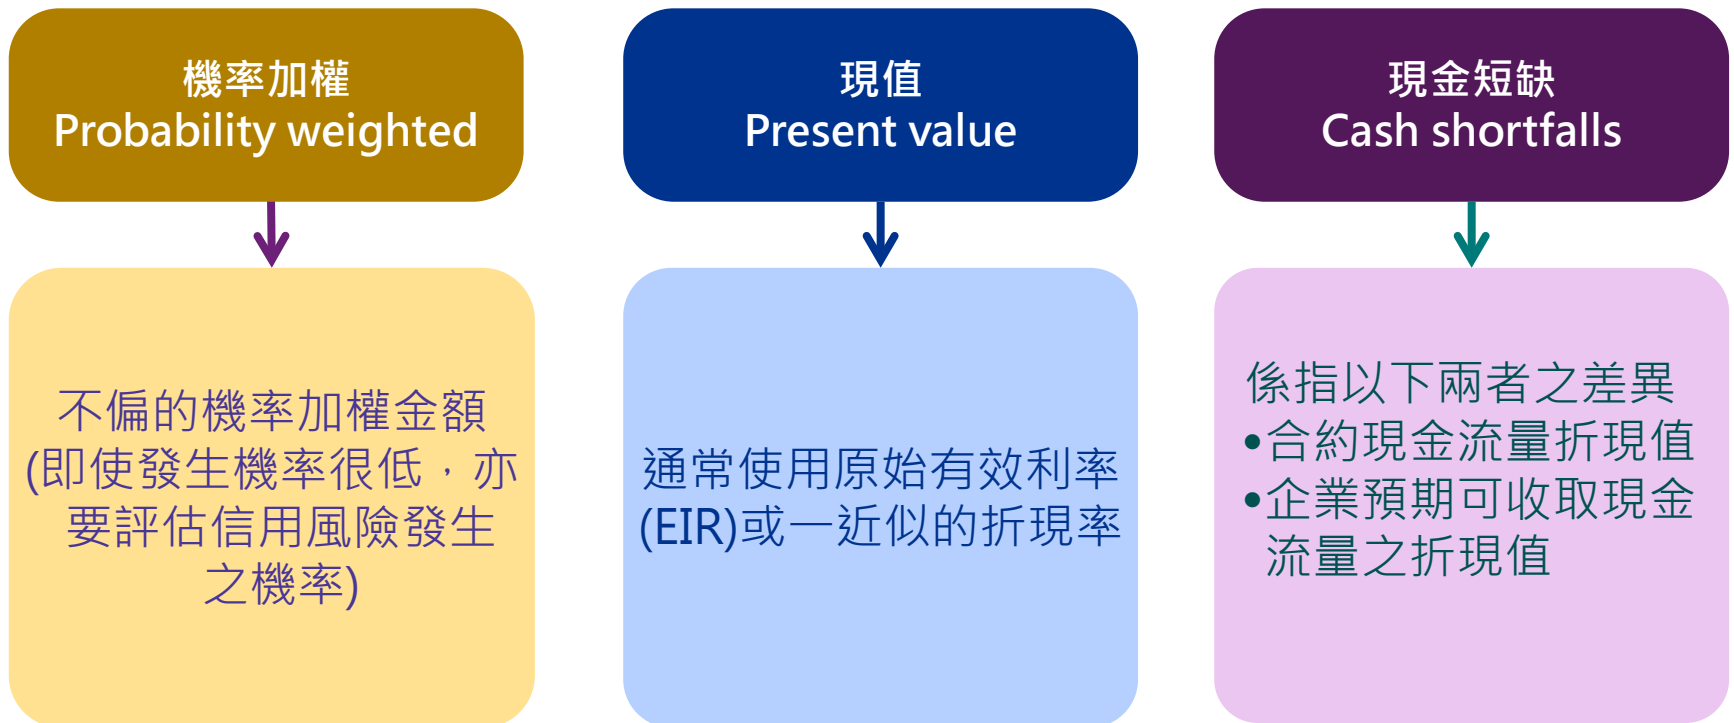 機率加權
Probability weighted
不偏的機率加權金額
(即使發生機率很低，亦
要評估信用風險發生
之機率)
現值
Present value
通常使用原始有效利率
(EIR)或一近似的折現率
現金短缺
Cash shortfalls
係指以下兩者之差異
•合約現金流量折現值
•企業預期可收取現金
流量之折現值